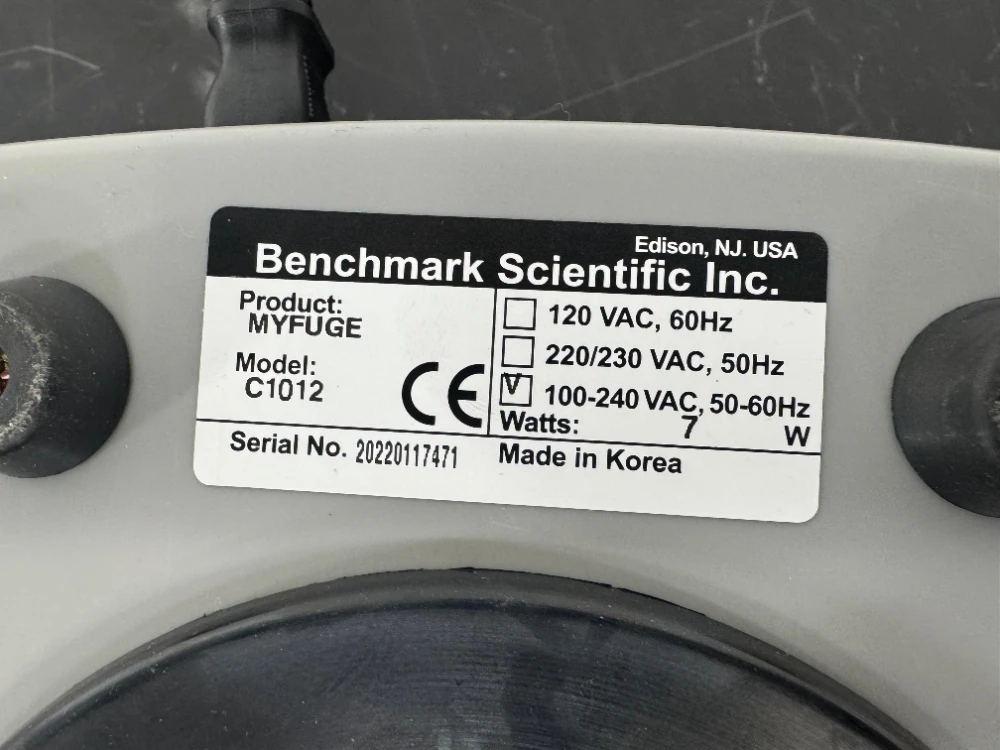 Edison, NJ. USA
Benchmark Scientific Inc.
Product:
MYFUGE
Model:
C1012
CE
120 VAC, 60Hz
220/230 VAC, 50Hz
V 100-240 VAC, 50-60Hz
Watts: 7 W
Serial No. 20220117471
Made in Korea